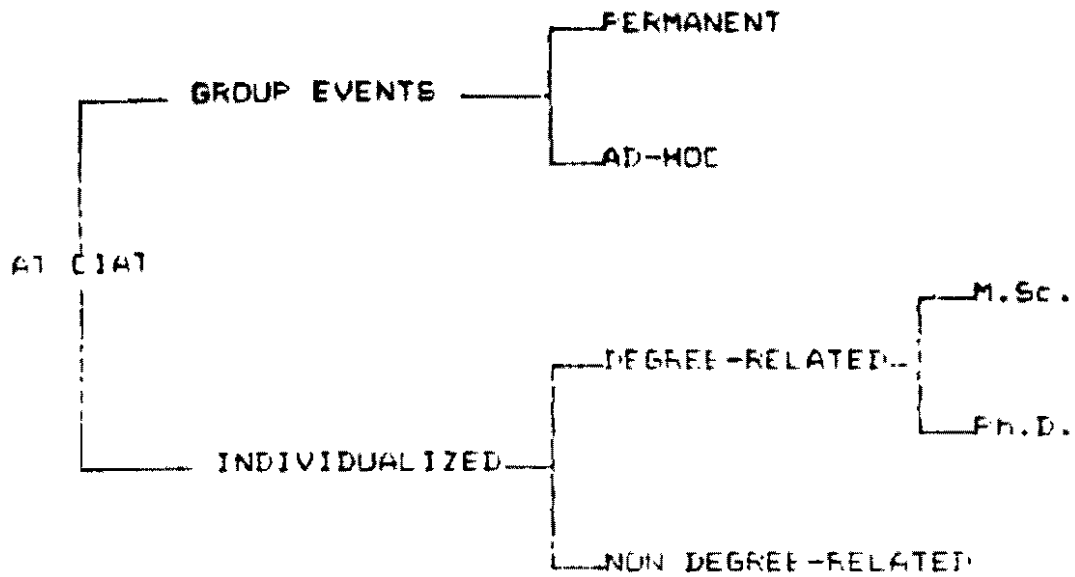 PERMANENT
GROUP EVENTS
AD-HOC
AT CIAT
M.Sc.
DEGREE-RELATED
Ph.D.
INDIVIDUALIZED
NON DEGREE-RELATED